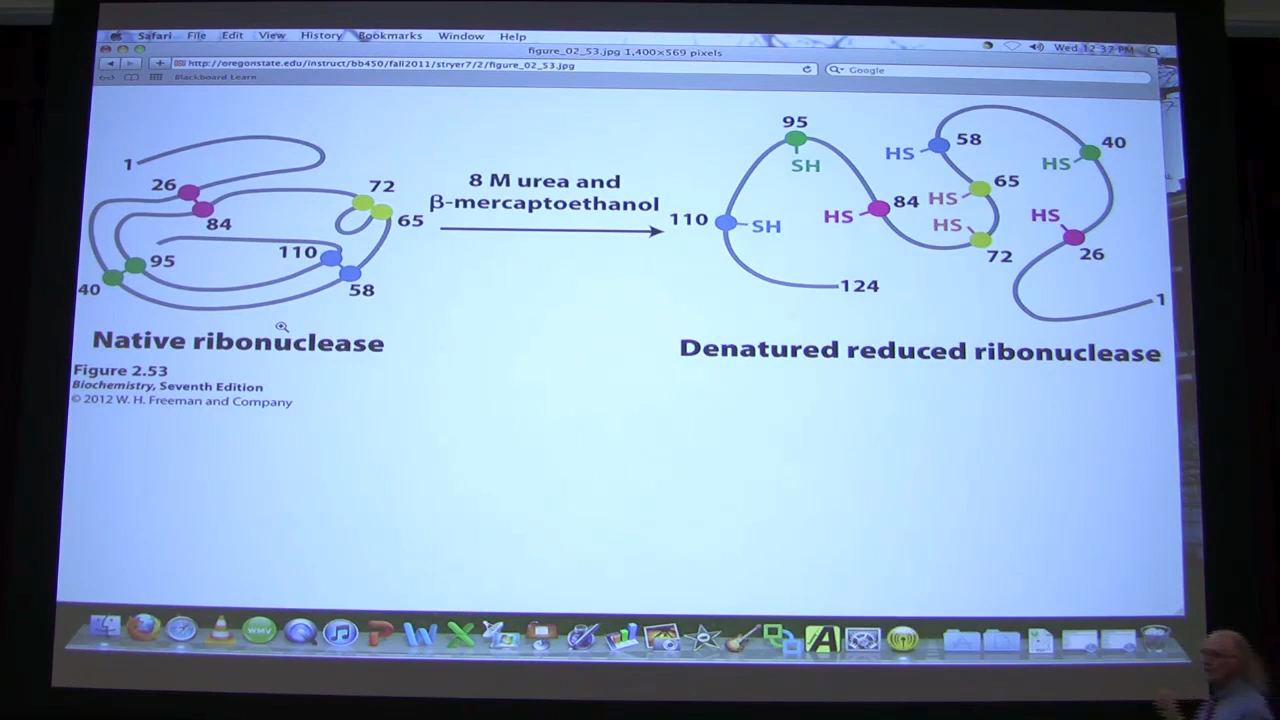 Safari File Edit View History Bookmarks Window Help
Wed 12:37 PM
figure_02_53.jpg 1,400×569 pixels
http://oregonstate.edu/instruct/bb450/fall2011/stryer7/2/figure_02_53.jpg
Google
Blackboard Learn
1
26
84
72
65
95
110
40
58
8 M urea and
β-mercaptoethanol
95
SH
HS
58
40
HS
65
HS
84
HS
HS
HS
110
SH
72
26
124
1
Native ribonuclease
Denatured reduced ribonuclease
Figure 2.53
Biochemistry, Seventh Edition
© 2012 W. H. Freeman and Company
WMV